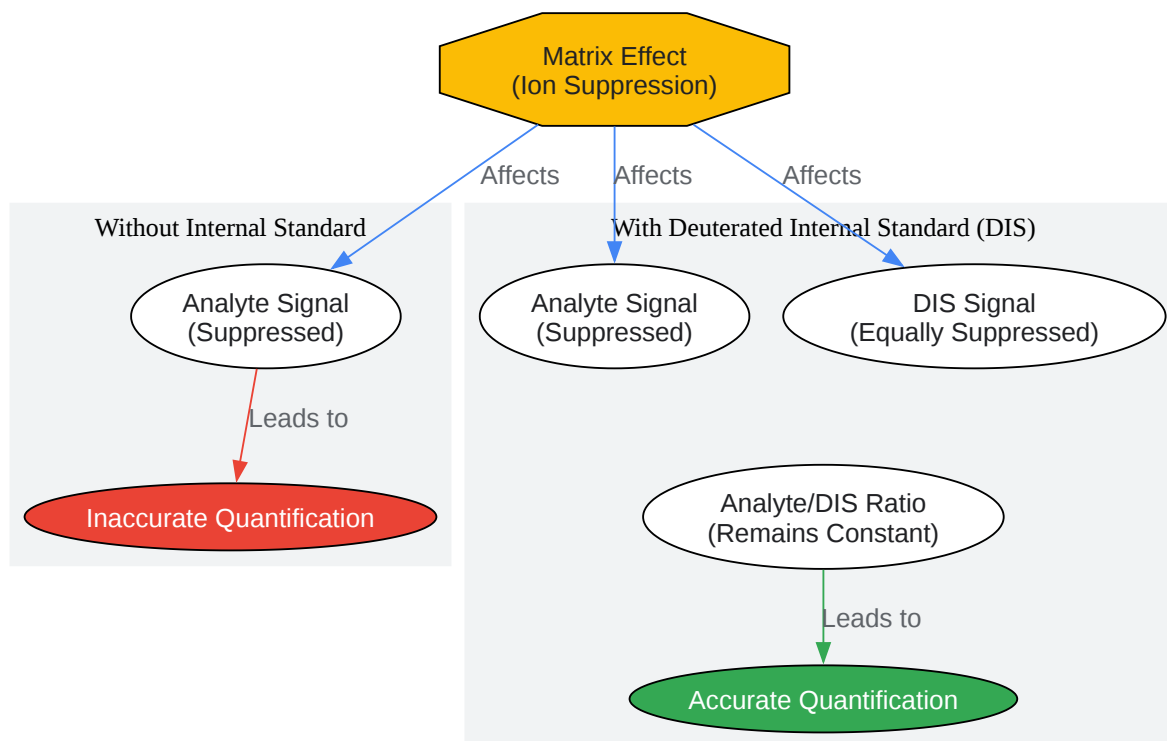 Matrix Effect
(Ion Suppression)
Affects
Affects
Affects
Without Internal Standard
With Deuterated Internal Standard (DIS)
Analyte Signal
(Suppressed)
Analyte Signal
(Suppressed)
DIS Signal
(Equally Suppressed)
Leads to
Inaccurate Quantification
Analyte/DIS Ratio
(Remains Constant)
Leads to
Accurate Quantification